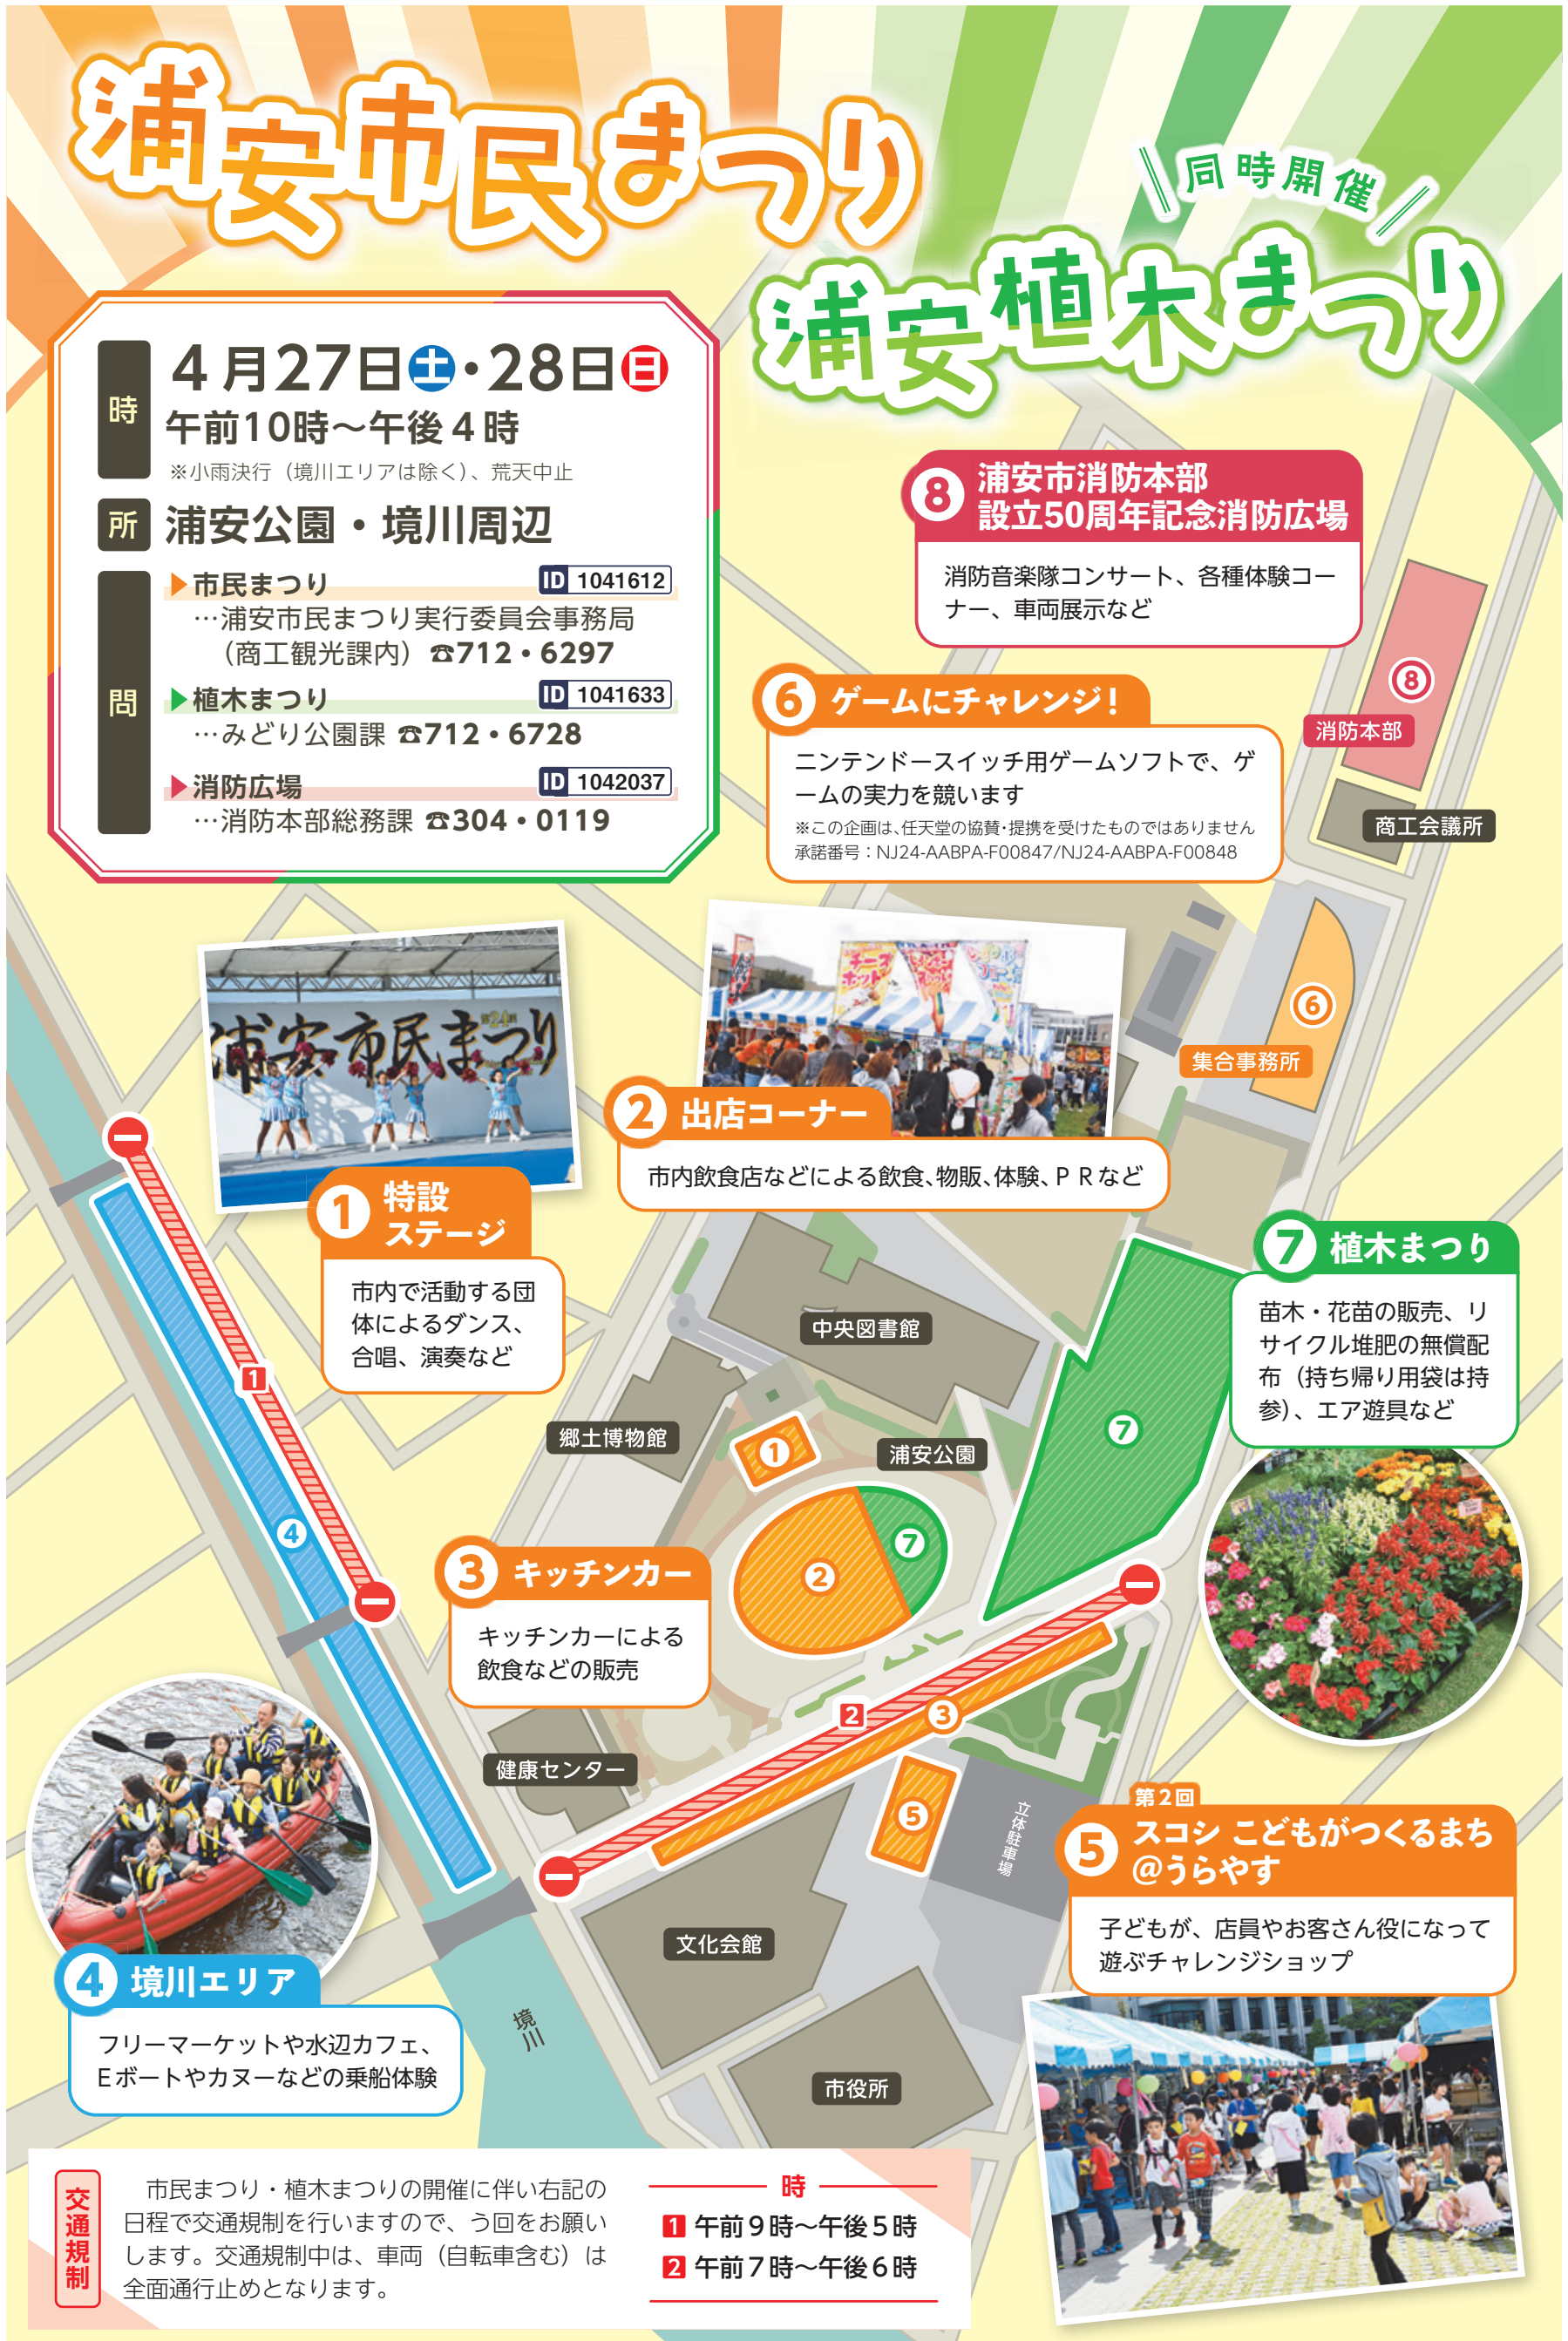 浦安市民まつり
同時開催
浦安植木まつり
時
4月27日土・28日日
午前10時～午後4時
※小雨決行（境川エリアは除く）、荒天中止
所
浦安公園・境川周辺
問
▶市民まつり ID 1041612
…浦安市民まつり実行委員会事務局
（商工観光課内）☎712・6297
▶植木まつり ID 1041633
…みどり公園課 ☎712・6728
▶消防広場 ID 1042037
…消防本部総務課 ☎304・0119
8 浦安市消防本部
設立50周年記念消防広場
消防音楽隊コンサート、各種体験コー
ナー、車両展示など
8
消防本部
商工会議所
6 ゲームにチャレンジ！
ニンテンドースイッチ用ゲームソフトで、ゲ
ームの実力を競います
※この企画は、任天堂の協賛・提携を受けたものではありません
承諾番号：NJ24-AABPA-F00847/NJ24-AABPA-F00848
6
集合事務所
第24回
浦安市民まつり
1 特設
ステージ
市内で活動する団
体によるダンス、
合唱、演奏など
チーズ
ホットク
2 出店コーナー
市内飲食店などによる飲食、物販、体験、ＰＲなど
7 植木まつり
苗木・花苗の販売、リ
サイクル堆肥の無償配
布（持ち帰り用袋は持
参）、エア遊具など
中央図書館
郷土博物館
浦安公園
1
7
2
7
1
4
3 キッチンカー
キッチンカーによる
飲食などの販売
2
3
健康センター
5
立体駐車場
文化会館
市役所
境川
4 境川エリア
フリーマーケットや水辺カフェ、
Ｅボートやカヌーなどの乗船体験
第2回
5 スコシ こどもがつくるまち
@うらやす
子どもが、店員やお客さん役になって
遊ぶチャレンジショップ
交通規制
市民まつり・植木まつりの開催に伴い右記の
日程で交通規制を行いますので、う回をお願い
します。交通規制中は、車両（自転車含む）は
全面通行止めとなります。
時
1 午前9時～午後5時
2 午前7時～午後6時